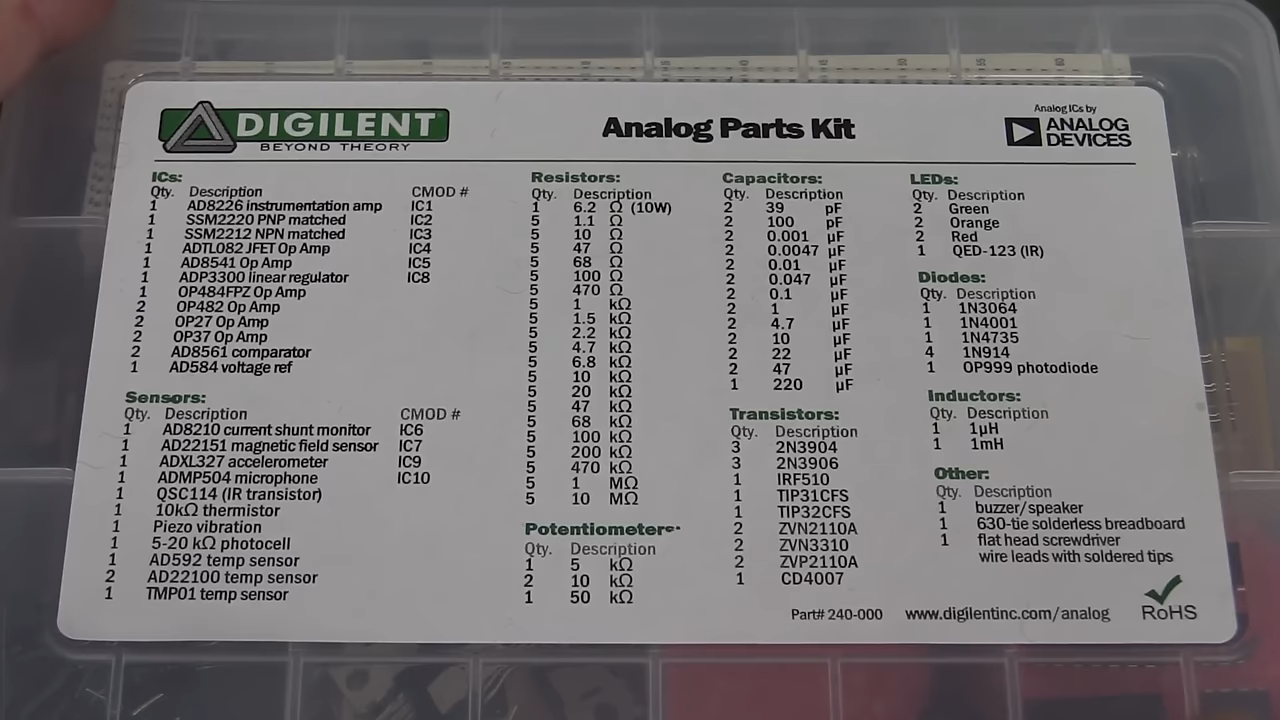 DIGILENT
BEYOND THEORY
Analog Parts Kit
Analog ICs by
ANALOG
DEVICES
ICs:
Qty. Description CMOD #
1 AD8226 instrumentation amp IC1
1 SSM2220 PNP matched IC2
1 SSM2212 NPN matched IC3
1 ADTL082 JFET Op Amp IC4
1 AD8541 Op Amp IC5
1 ADP3300 linear regulator IC8
1 OP484FPZ Op Amp
2 OP482 Op Amp
2 OP27 Op Amp
2 OP37 Op Amp
2 AD8561 comparator
1 AD584 voltage ref
Sensors:
Qty. Description CMOD #
1 AD8210 current shunt monitor IC6
1 AD22151 magnetic field sensor IC7
1 ADXL327 accelerometer IC9
1 ADMP504 microphone IC10
1 QSC114 (IR transistor)
1 10kΩ thermistor
1 Piezo vibration
1 5-20 kΩ photocell
1 AD592 temp sensor
2 AD22100 temp sensor
1 TMP01 temp sensor
Resistors:
Qty. Description
1 6.2 Ω (10W)
5 1.1 Ω
5 10 Ω
5 47 Ω
5 68 Ω
5 100 Ω
5 470 Ω
5 1 kΩ
5 1.5 kΩ
5 2.2 kΩ
5 4.7 kΩ
5 6.8 kΩ
5 10 kΩ
5 20 kΩ
5 47 kΩ
5 68 kΩ
5 100 kΩ
5 200 kΩ
5 470 kΩ
5 1 MΩ
5 10 MΩ
Potentiometers:
Qty. Description
1 5 kΩ
2 10 kΩ
1 50 kΩ
Capacitors:
Qty. Description
2 39 pF
2 100 pF
2 0.001 µF
2 0.0047 µF
2 0.01 µF
2 0.047 µF
2 0.1 µF
2 1 µF
2 4.7 µF
2 10 µF
2 22 µF
2 47 µF
1 220 µF
Transistors:
Qty. Description
3 2N3904
3 2N3906
1 IRF510
1 TIP31CFS
1 TIP32CFS
2 ZVN2110A
2 ZVN3310
2 ZVP2110A
1 CD4007
LEDs:
Qty. Description
2 Green
2 Orange
2 Red
1 QED-123 (IR)
Diodes:
Qty. Description
1 1N3064
1 1N4001
1 1N4735
4 1N914
1 OP999 photodiode
Inductors:
Qty. Description
1 1µH
1 1mH
Other:
Qty. Description
1 buzzer/speaker
1 630-tie solderless breadboard
1 flat head screwdriver
wire leads with soldered tips
Part# 240-000 www.digilentinc.com/analog
RoHS